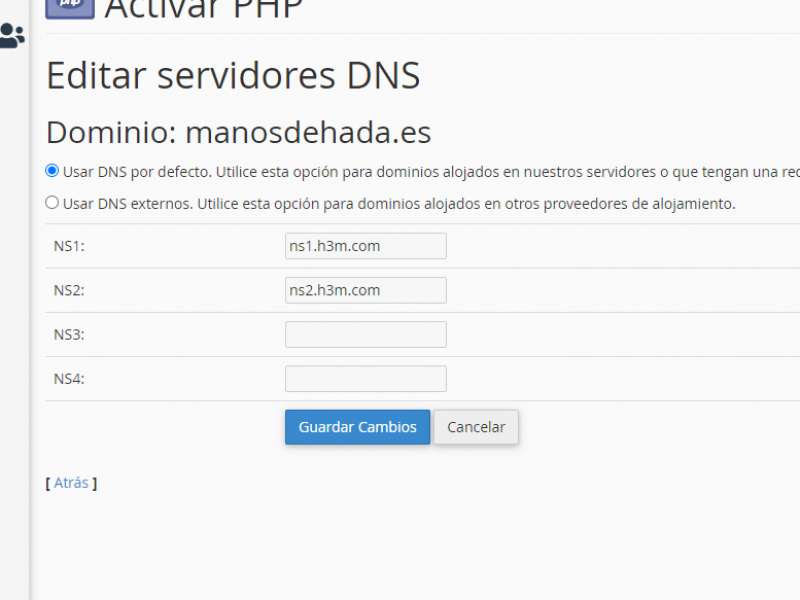 php Activar PHP
Editar servidores DNS
Dominio: manosdehada.es
Usar DNS por defecto. Utilice esta opción para dominios alojados en nuestros servidores o que tengan una
Usar DNS externos. Utilice esta opción para dominios alojados en otros proveedores de alojamiento.
NS1: ns1.h3m.com
NS2: ns2.h3m.com
NS3:
NS4:
Guardar Cambios Cancelar
[ Atrás ]